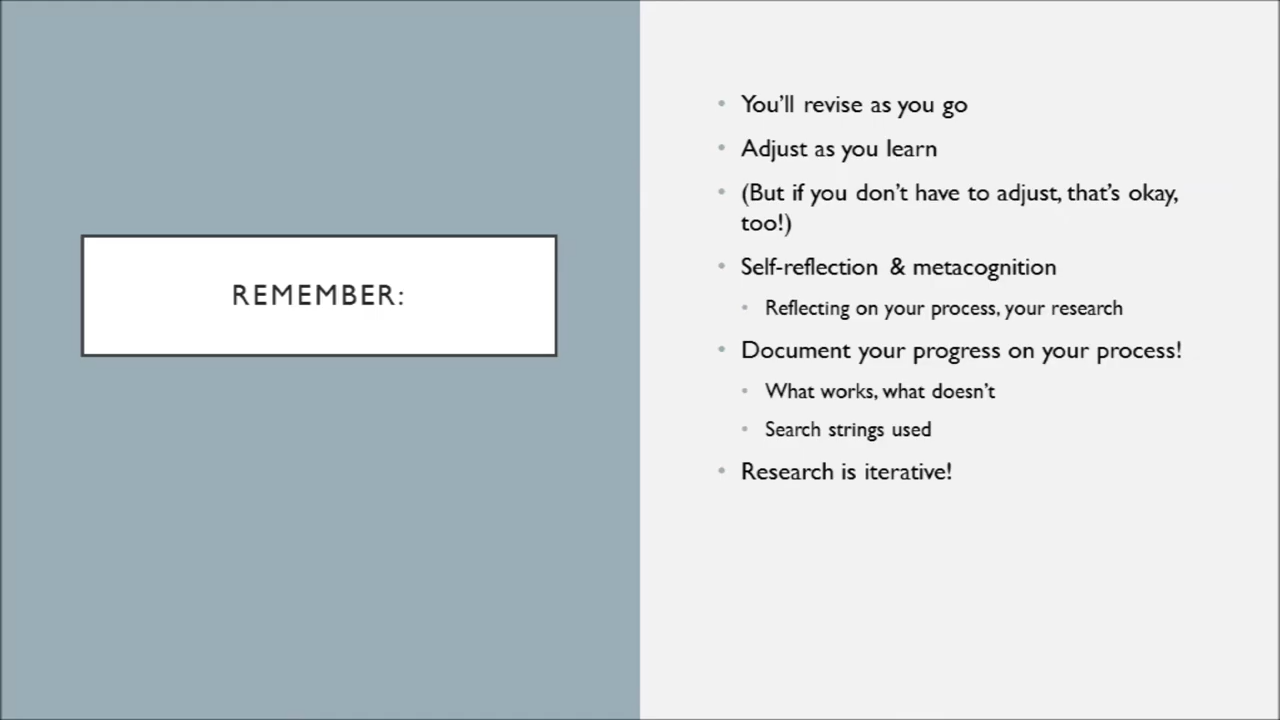 REMEMBER:
You'll revise as you go
Adjust as you learn
(But if you don't have to adjust, that's okay,
too!)
Self-reflection & metacognition
Reflecting on your process, your research
Document your progress on your process!
What works, what doesn't
Search strings used
Research is iterative!